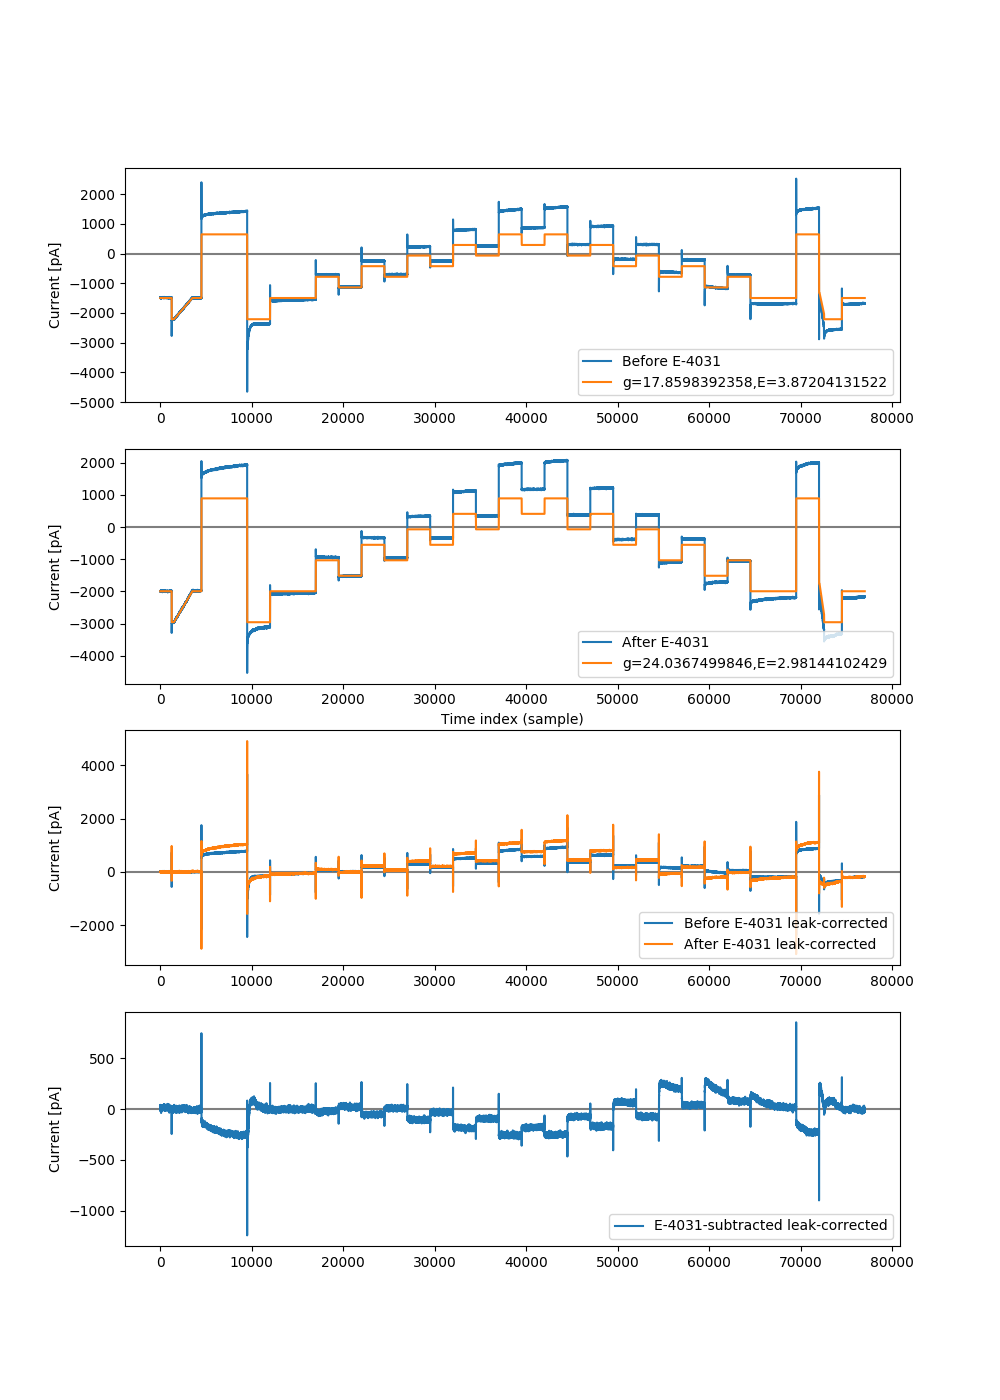 2000
1000
0
−1000
−2000
−3000
−4000
−5000
Current [pA]
Before E-4031
g=17.8598392358,E=3.87204131522
0 10000 20000 30000 40000 50000 60000 70000 80000
2000
1000
0
−1000
−2000
−3000
−4000
Current [pA]
After E-4031
g=24.0367499846,E=2.98144102429
0 10000 20000 30000 40000 50000 60000 70000 80000
Time index (sample)
4000
2000
0
−2000
Current [pA]
Before E-4031 leak-corrected
After E-4031 leak-corrected
0 10000 20000 30000 40000 50000 60000 70000 80000
500
0
−500
−1000
Current [pA]
E-4031-subtracted leak-corrected
0 10000 20000 30000 40000 50000 60000 70000 80000